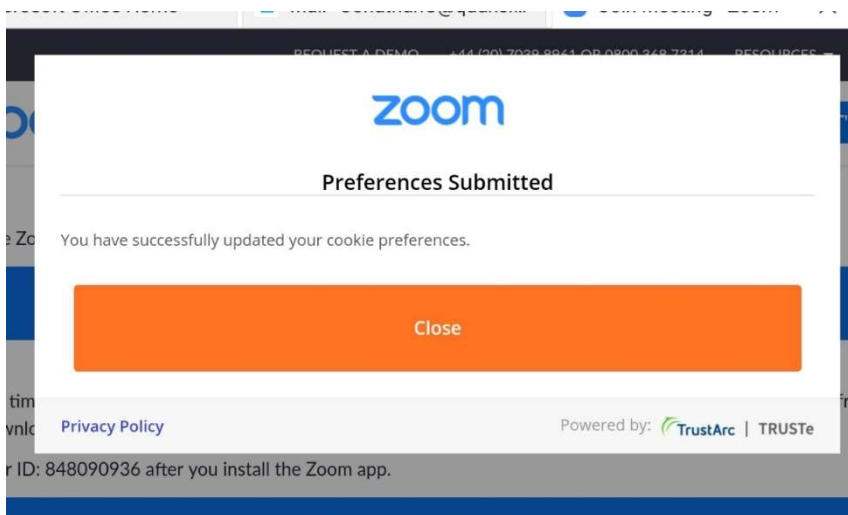 REQUEST A DEMO +44 (20) 7039 8961 OR 0800 368 7314 RESOURCES
zoom
Preferences Submitted
You have successfully updated your cookie preferences.
Close
Privacy Policy
Powered by: TrustArc | TRUSTe
ID: 848090936 after you install the Zoom app.